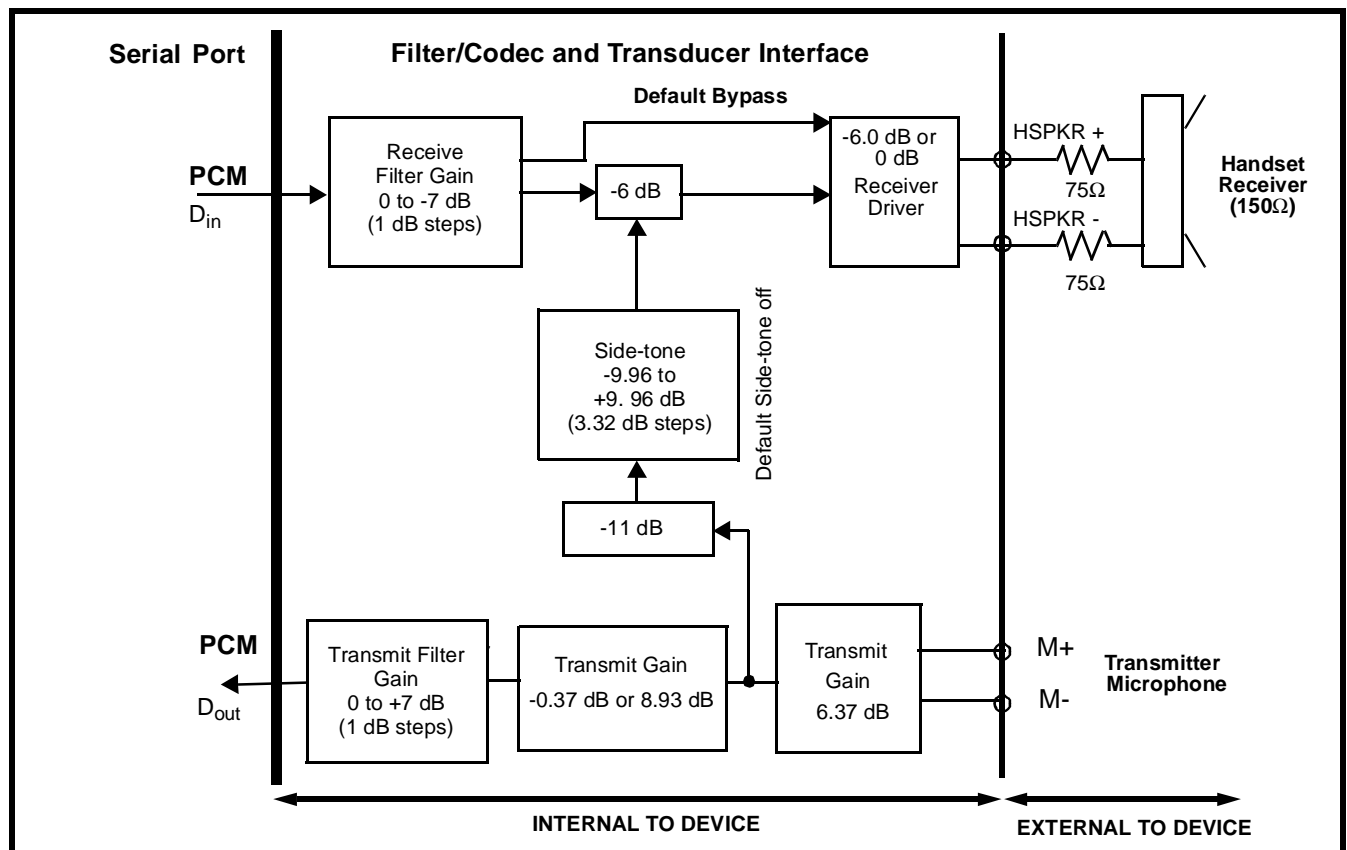 Serial Port
Filter/Codec and Transducer Interface
Default Bypass
PCM
Din
Receive
Filter Gain
0 to -7 dB
(1 dB steps)
-6 dB
-6.0 dB or
0 dB
Receiver
Driver
HSPKR +
75Ω
HSPKR -
75Ω
Handset
Receiver
(150Ω)
Side-tone
-9.96 to
+9. 96 dB
(3.32 dB steps)
Default Side-tone off
-11 dB
PCM
Dout
Transmit Filter
Gain
0 to +7 dB
(1 dB steps)
Transmit Gain
-0.37 dB or 8.93 dB
Transmit
Gain
6.37 dB
M+
M-
Transmitter
Microphone
INTERNAL TO DEVICE
EXTERNAL TO DEVICE